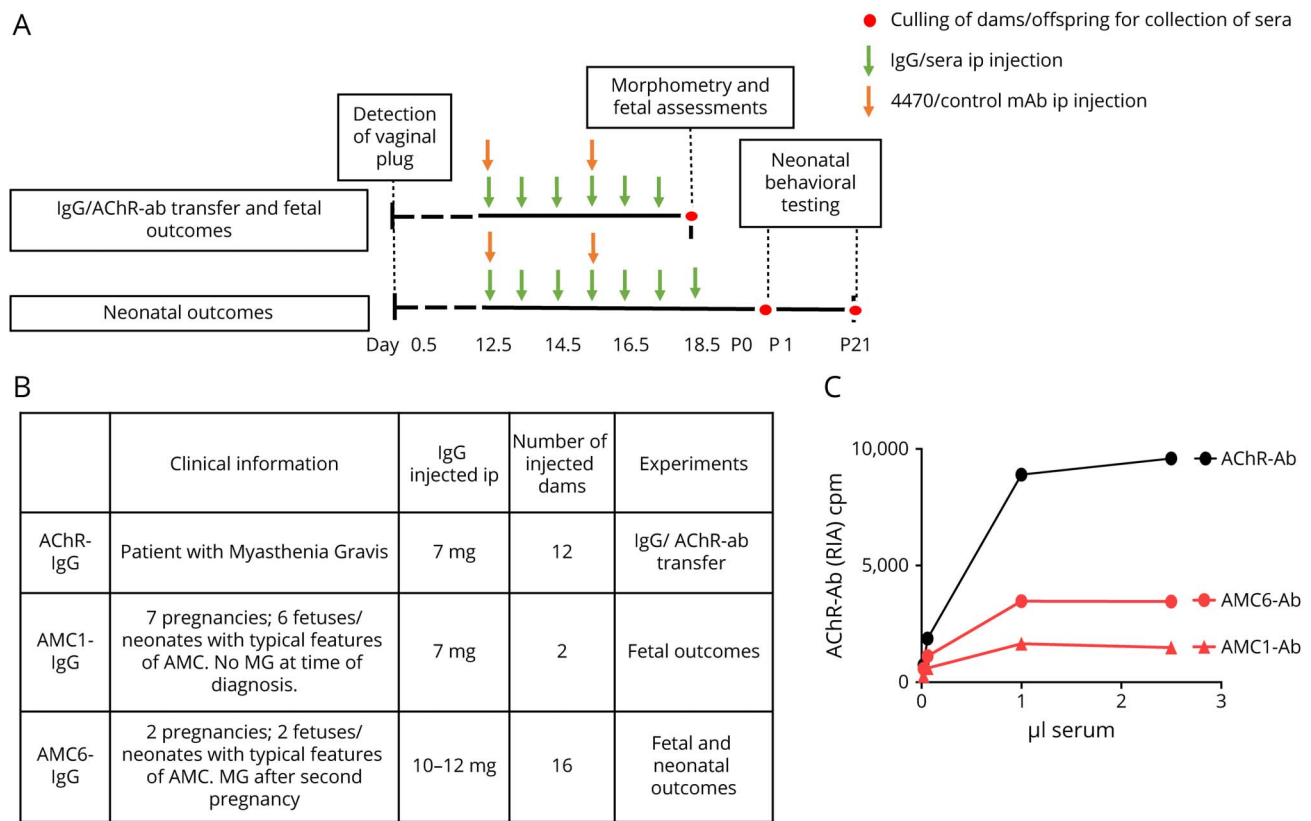 A
Culling of dams/offspring for collection of sera
IgG/sera ip injection
4470/control mAb ip injection
Morphometry and
fetal assessments
Detection
of vaginal
plug
Neonatal
behavioral
testing
IgG/AChR-ab transfer and fetal
outcomes
Neonatal outcomes
Day 0.5 12.5 14.5 16.5 18.5 P0 P 1 P21
B
Clinical information
IgG
injected ip
Number of
injected
dams
Experiments
AChR-
IgG
Patient with Myasthenia Gravis
7 mg
12
IgG/ AChR-ab
transfer
AMC1-
IgG
7 pregnancies; 6 fetuses/
neonates with typical features
of AMC. No MG at time of
diagnosis.
7 mg
2
Fetal outcomes
AMC6-
IgG
2 pregnancies; 2 fetuses/
neonates with typical features
of AMC. MG after second
pregnancy
10–12 mg
16
Fetal and
neonatal
outcomes
C
AChR-Ab (RIA) cpm
10,000
5,000
0
0 1 2 3
µl serum
AChR-Ab
AMC6-Ab
AMC1-Ab